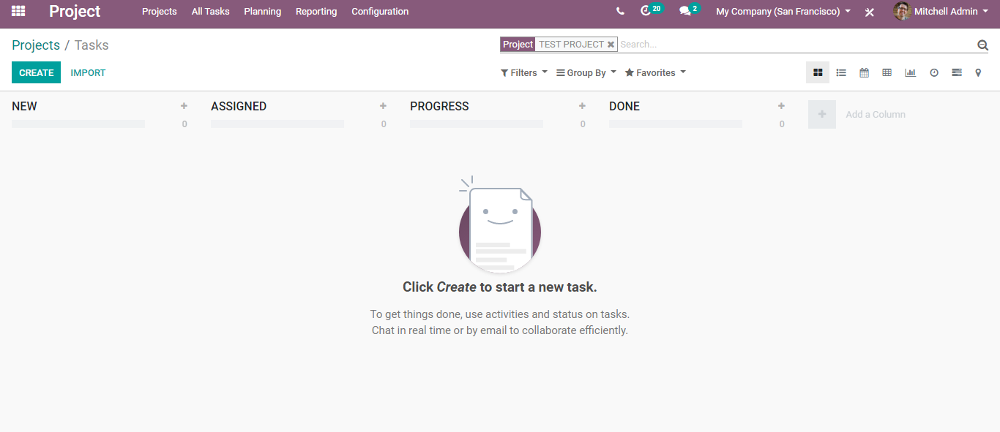 Project Projects All Tasks Planning Reporting Configuration 20 2 My Company (San Francisco) Mitchell Admin
Projects / Tasks Project TEST PROJECT Search...
CREATE IMPORT Filters Group By Favorites
NEW + ASSIGNED + PROGRESS + DONE + + Add a Column
0 0 0 0
Click Create to start a new task.
To get things done, use activities and status on tasks.
Chat in real time or by email to collaborate efficiently.